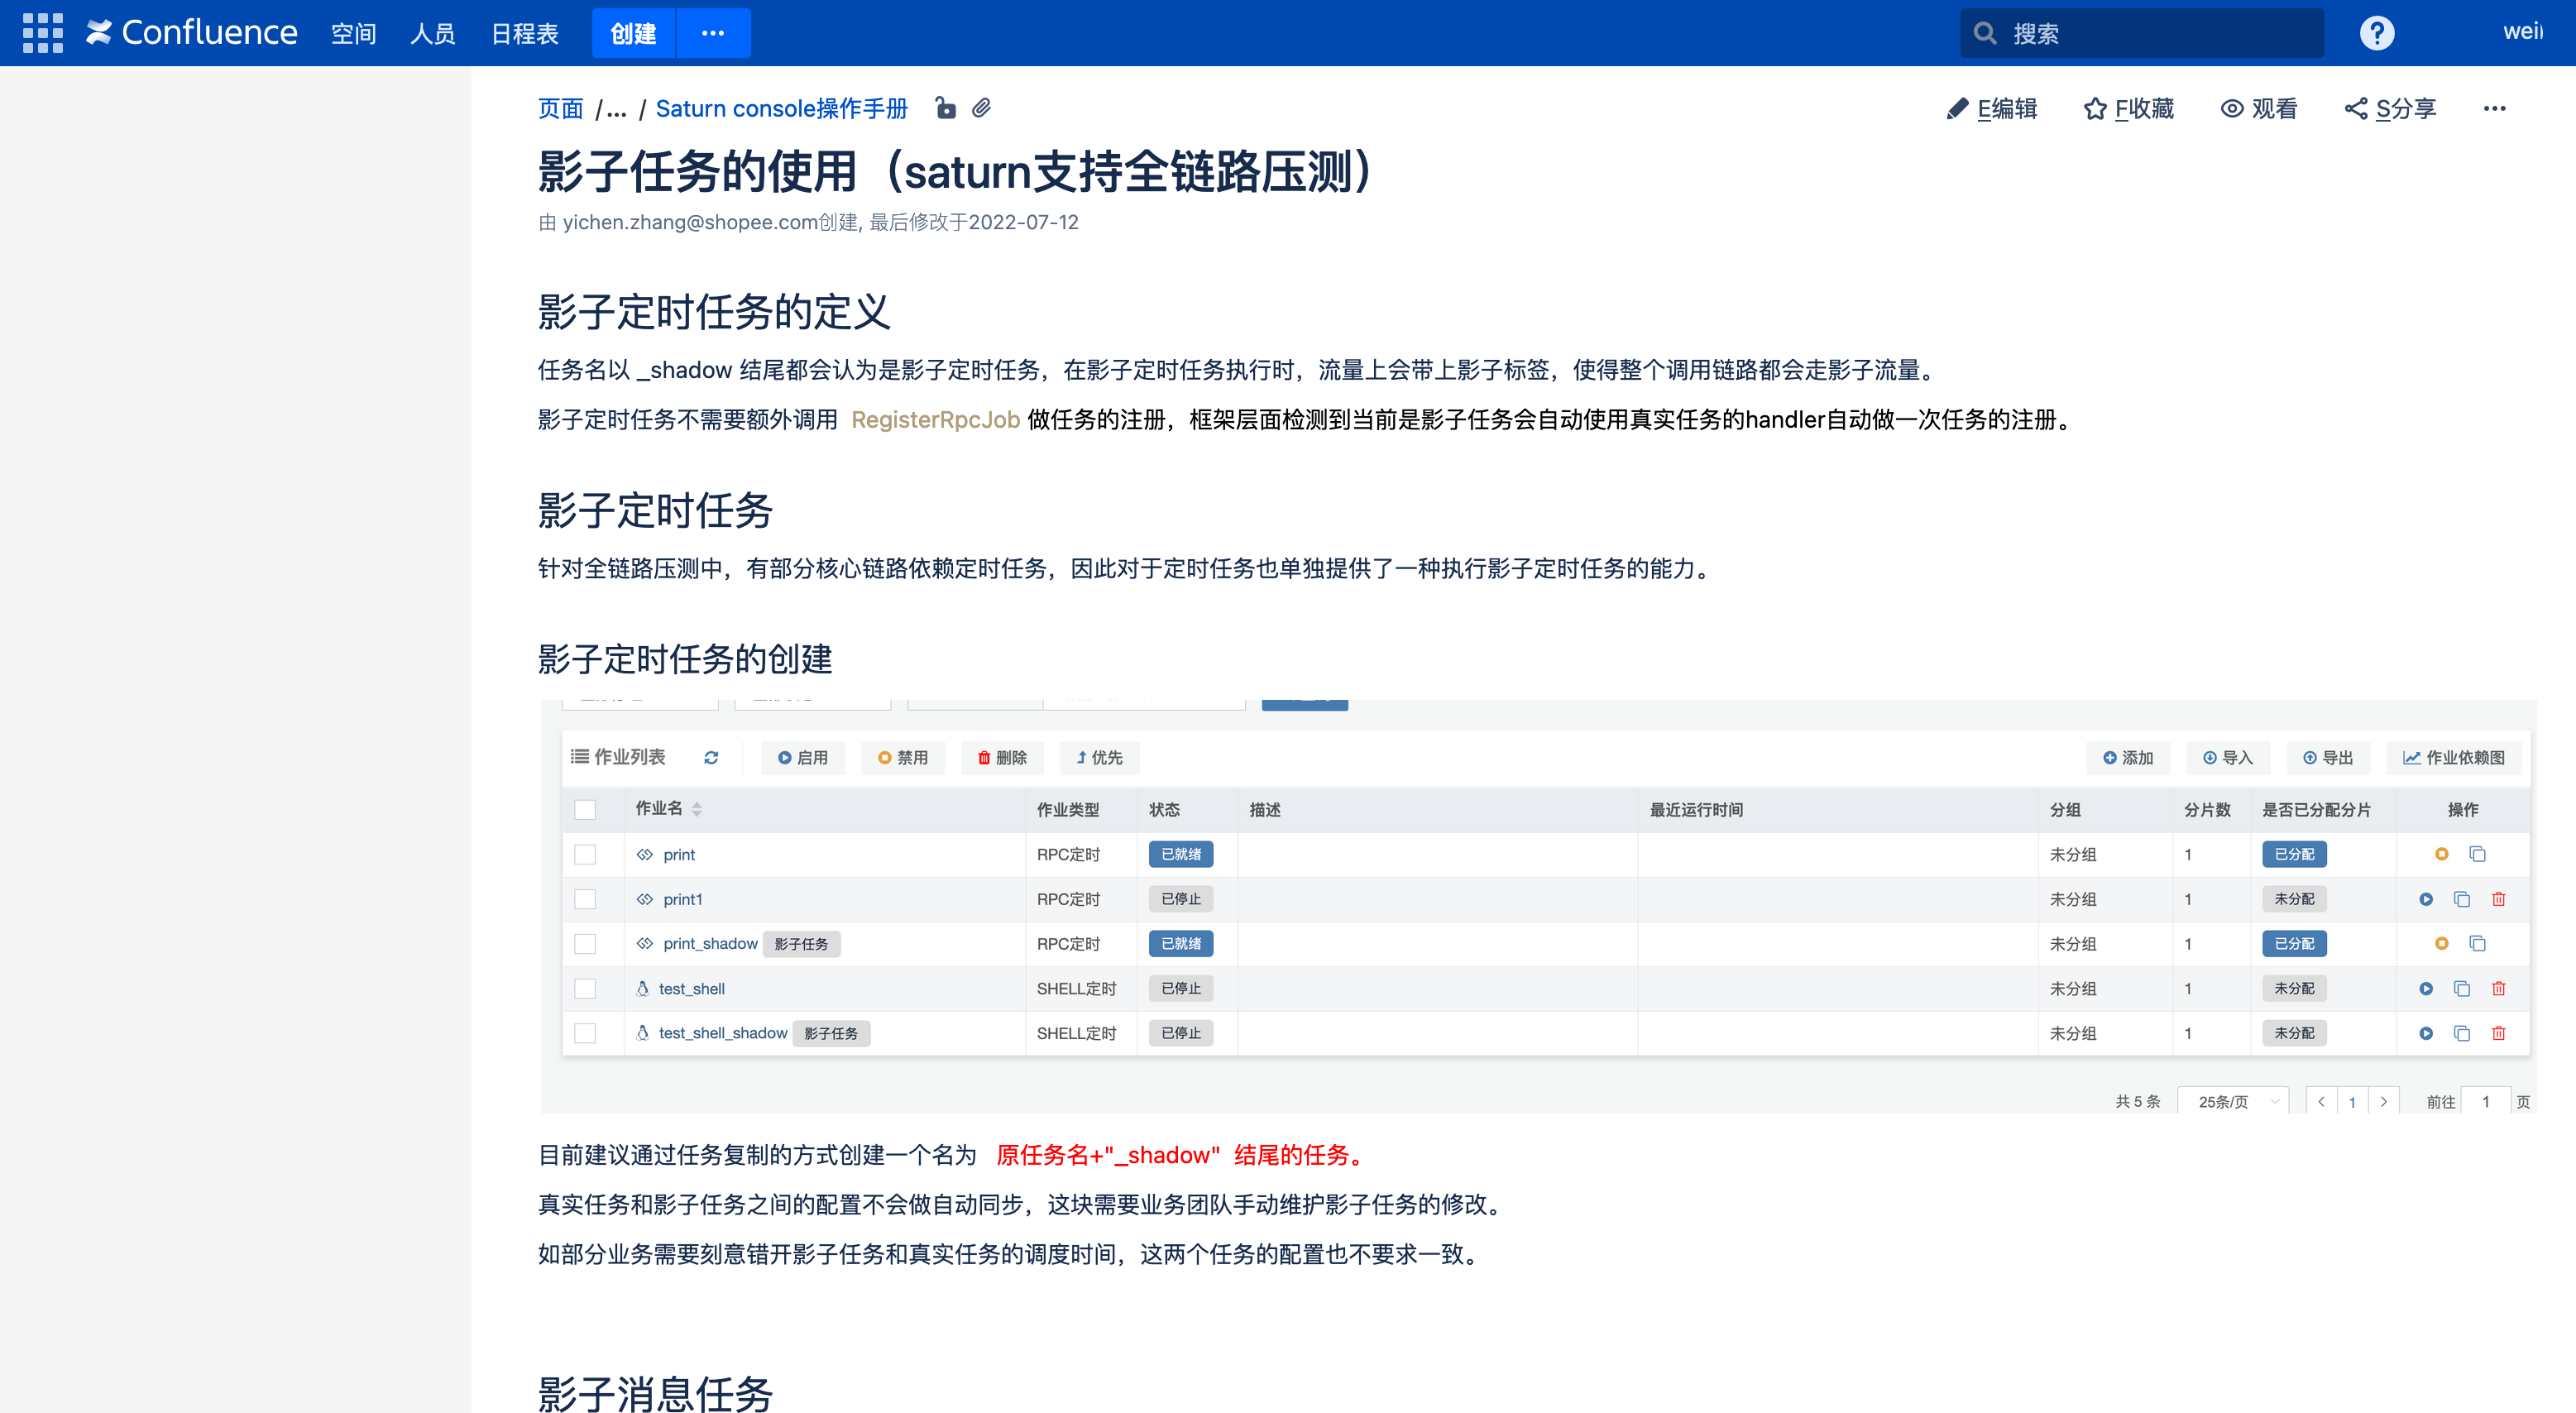 Confluence 空间 人员 日程表 创建 ··· 搜索 ? wei
页面 /... / Saturn console操作手册 E编辑 F收藏 观看 S分享 ···
影子任务的使用（saturn支持全链路压测）
由 yichen.zhang@shopee.com创建, 最后修改于2022-07-12
影子定时任务的定义
任务名以 _shadow 结尾都会认为是影子定时任务，在影子定时任务执行时，流量上会带上影子标签，使得整个调用链路都会走影子流量。
影子定时任务不需要额外调用 RegisterRpcJob 做任务的注册，框架层面检测到当前是影子任务会自动使用真实任务的handler自动做一次任务的注册。
影子定时任务
针对全链路压测中，有部分核心链路依赖定时任务，因此对于定时任务也单独提供了一种执行影子定时任务的能力。
影子定时任务的创建
作业列表 启用 禁用 删除 优先 添加 导入 导出 作业依赖图
作业名 作业类型 状态 描述 最近运行时间 分组 分片数 是否已分配分片 操作
print RPC定时 已就绪 未分组 1 已分配
print1 RPC定时 已停止 未分组 1 未分配
print_shadow 影子任务 RPC定时 已就绪 未分组 1 已分配
test_shell SHELL定时 已停止 未分组 1 未分配
test_shell_shadow 影子任务 SHELL定时 已停止 未分组 1 未分配
共 5 条 25条/页 < 1 > 前往 1 页
目前建议通过任务复制的方式创建一个名为 原任务名+"_shadow" 结尾的任务。
真实任务和影子任务之间的配置不会做自动同步，这块需要业务团队手动维护影子任务的修改。
如部分业务需要刻意错开影子任务和真实任务的调度时间，这两个任务的配置也不要求一致。
影子消息任务